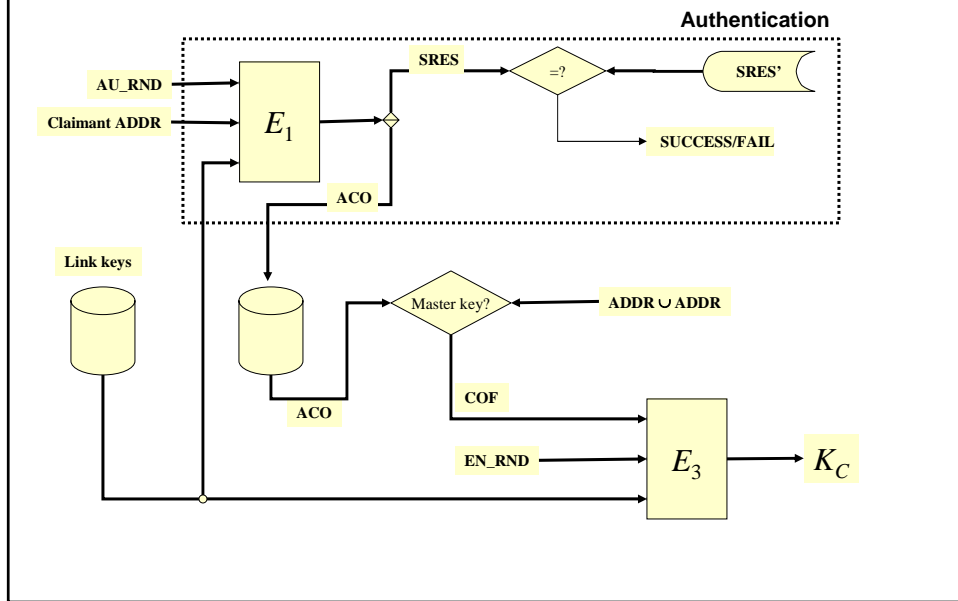 Authentication
SRES
=?
SRES’
AU_RND
E1
Claimant ADDR
SUCCESS/FAIL
ACO
Link keys
Master key?
ADDR ∪ ADDR
ACO
COF
EN_RND
E3
KC